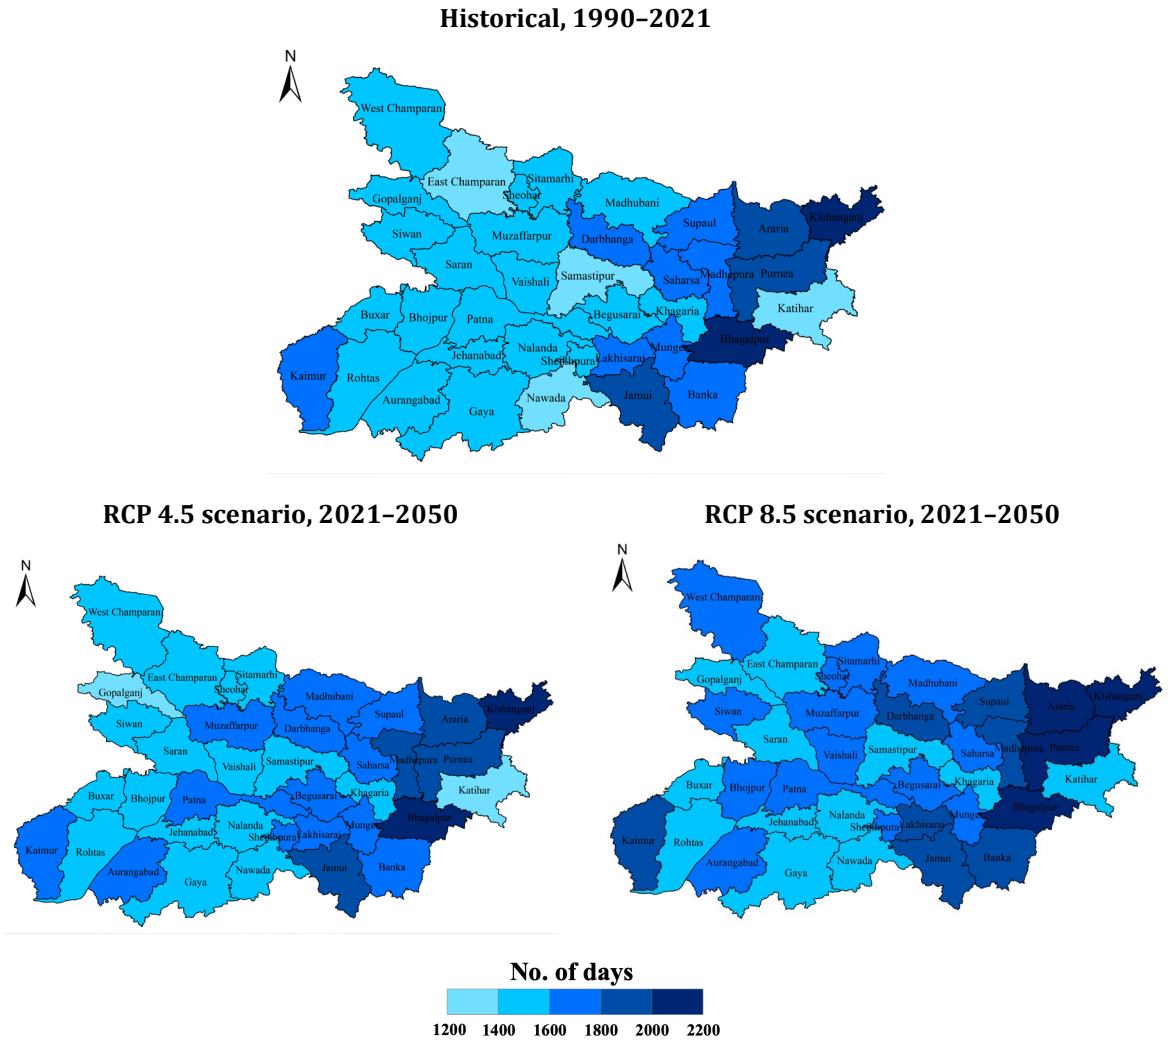 Historical, 1990–2021
N
West Champaran
East Champaran
Sitamarhi
Sheohar
Gopalganj
Madhubani
Kishanganj
Supaul
Araria
Siwan
Muzaffarpur
Darbhanga
Saran
Samastipur
Vaishali
Saharsa
Madhepura
Purnea
Katihar
Buxar
Bhojpur
Patna
Begusarai
Khagaria
Bhagalpur
Jehanabad
Nalanda
Sheikhpura
Lakhisarai
Munger
Kaimur
Rohtas
Aurangabad
Gaya
Nawada
Jamui
Banka
RCP 4.5 scenario, 2021–2050
N
West Champaran
East Champaran
Sitamarhi
Sheohar
Gopalganj
Madhubani
Kishanganj
Supaul
Araria
Siwan
Muzaffarpur
Darbhanga
Saran
Vaishali
Samastipur
Saharsa
Madhepura
Purnea
Katihar
Buxar
Bhojpur
Patna
Begusarai
Khagaria
Bhagalpur
Jehanabad
Nalanda
Sheikhpura
Lakhisarai
Munger
Kaimur
Rohtas
Aurangabad
Gaya
Nawada
Jamui
Banka
RCP 8.5 scenario, 2021–2050
N
West Champaran
East Champaran
Sitamarhi
Sheohar
Gopalganj
Madhubani
Kishanganj
Supaul
Araria
Siwan
Muzaffarpur
Darbhanga
Saran
Vaishali
Samastipur
Saharsa
Madhepura
Purnea
Katihar
Buxar
Bhojpur
Patna
Begusarai
Khagaria
Bhagalpur
Jehanabad
Nalanda
Sheikhpura
Lakhisarai
Munger
Kaimur
Rohtas
Aurangabad
Gaya
Nawada
Jamui
Banka
No. of days
1200 1400 1600 1800 2000 2200